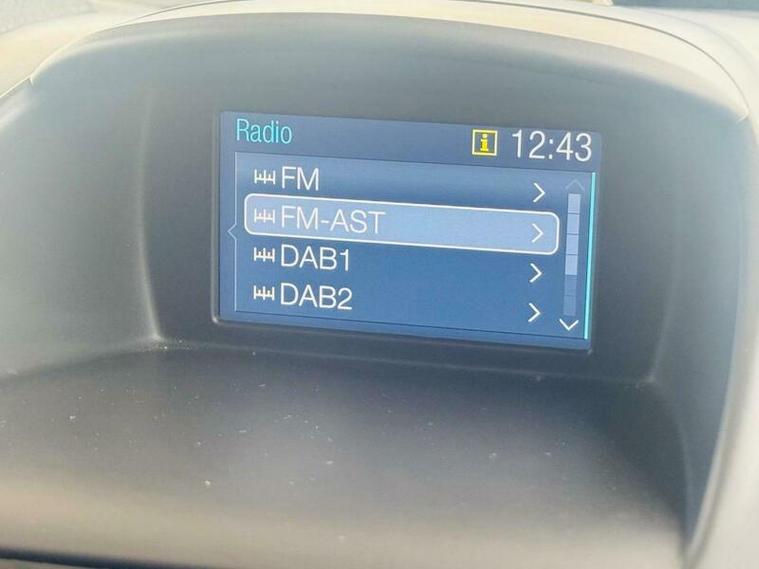 Radio
12:43
FM
FM-AST
DAB1
DAB2